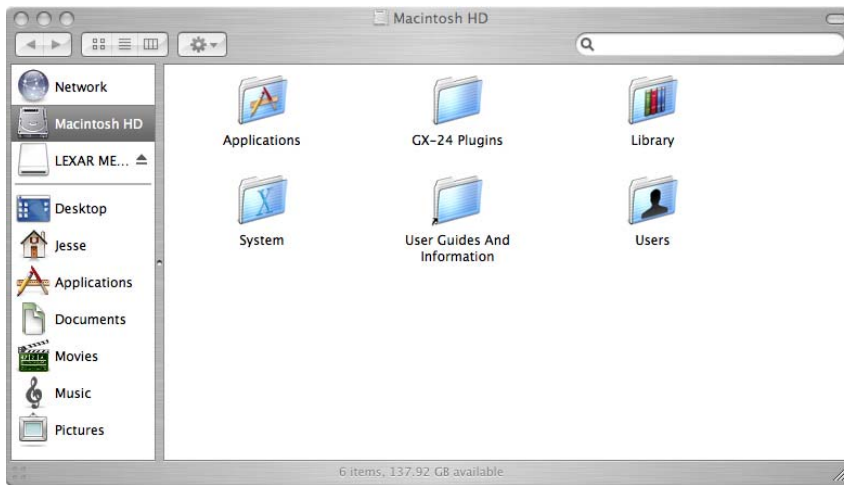 Macintosh HD
Network
Macintosh HD
LEXAR ME...
Desktop
Jesse
Applications
Documents
Movies
Music
Pictures
Applications
GX-24 Plugins
Library
System
User Guides And
Information
Users
6 items, 137.92 GB available